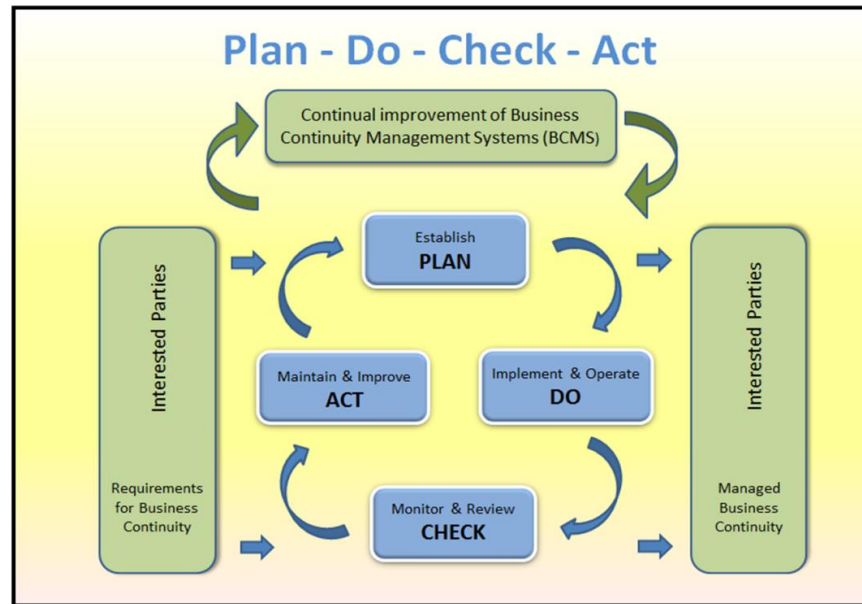 Plan - Do - Check - Act
Continual improvement of Business
Continuity Management Systems (BCMS)
Interested Parties
Requirements
for Business
Continuity
Establish
PLAN
Implement & Operate
DO
Monitor & Review
CHECK
Maintain & Improve
ACT
Interested Parties
Managed
Business
Continuity